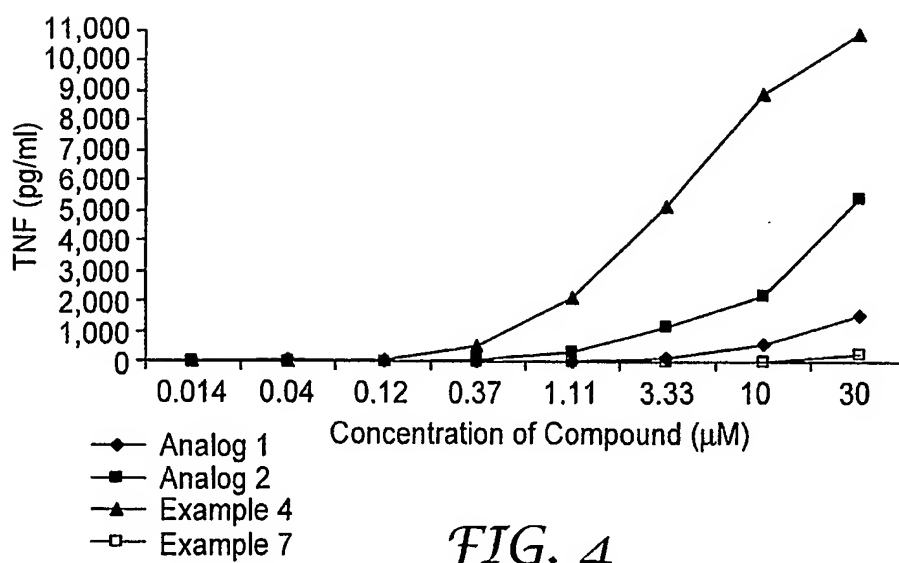 TNF (pg/ml)
11,000
10,000
9,000
8,000
7,000
6,000
5,000
4,000
3,000
2,000
1,000
0
0.014 0.04 0.12 0.37 1.11 3.33 10 30
Concentration of Compound (μM)
Analog 1
Analog 2
Example 4
Example 7
FIG. 4